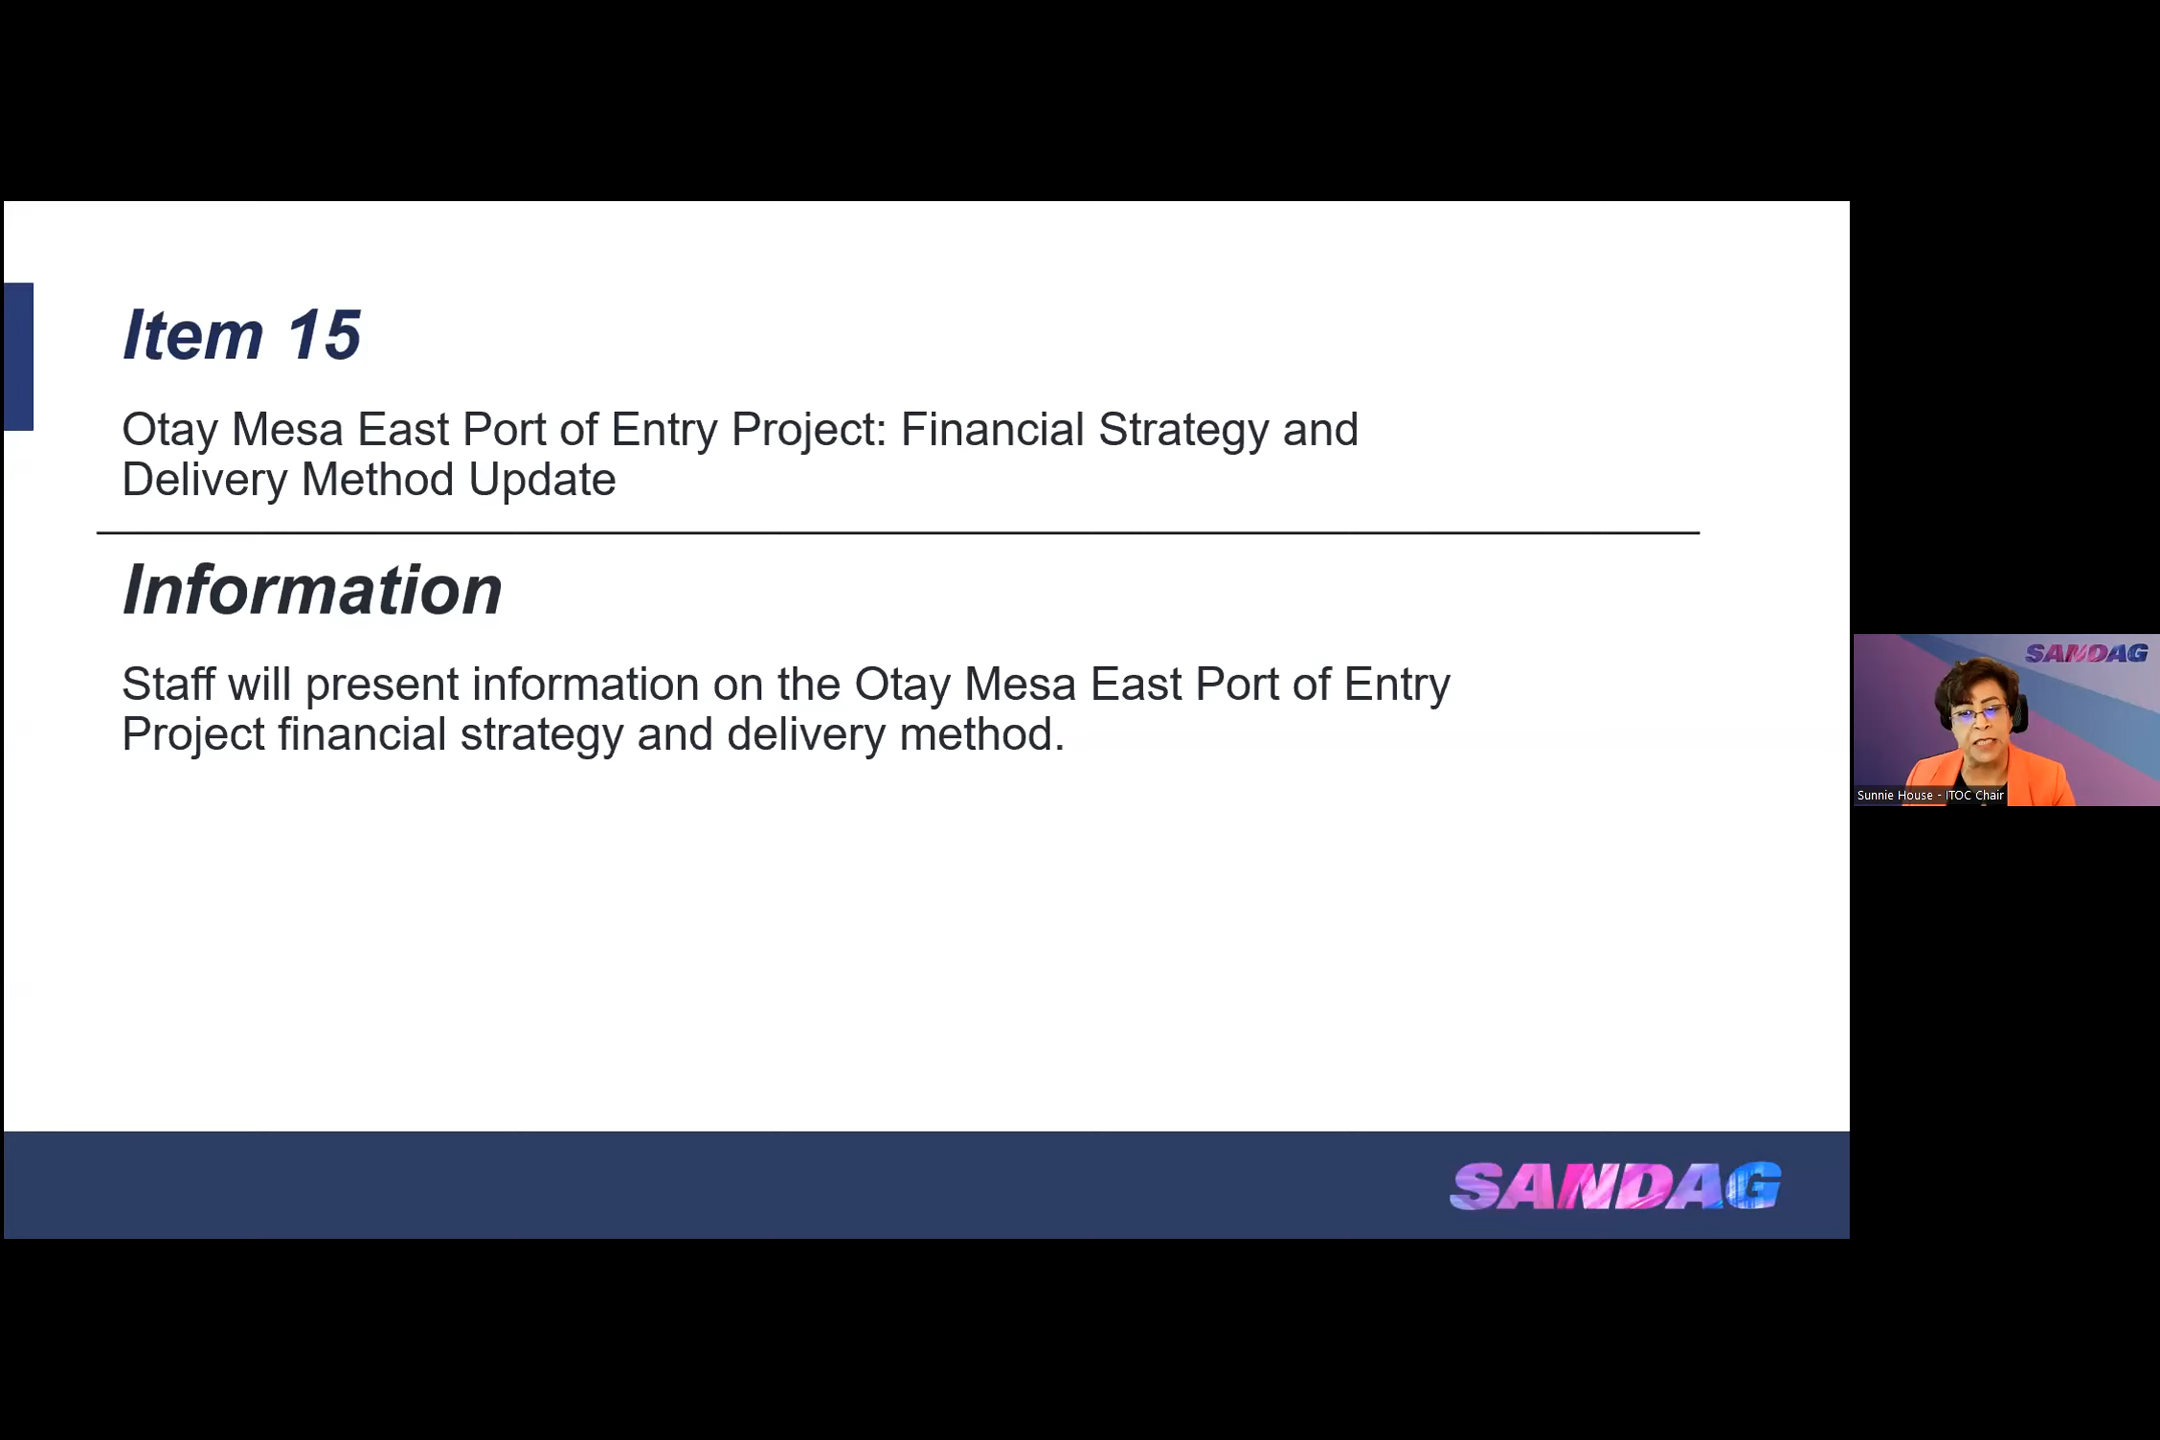 Item 15
Otay Mesa East Port of Entry Project: Financial Strategy and
Delivery Method Update
Information
Staff will present information on the Otay Mesa East Port of Entry
Project financial strategy and delivery method.
SANDAG
Sunnie House - ITOC Chair
SANDAG